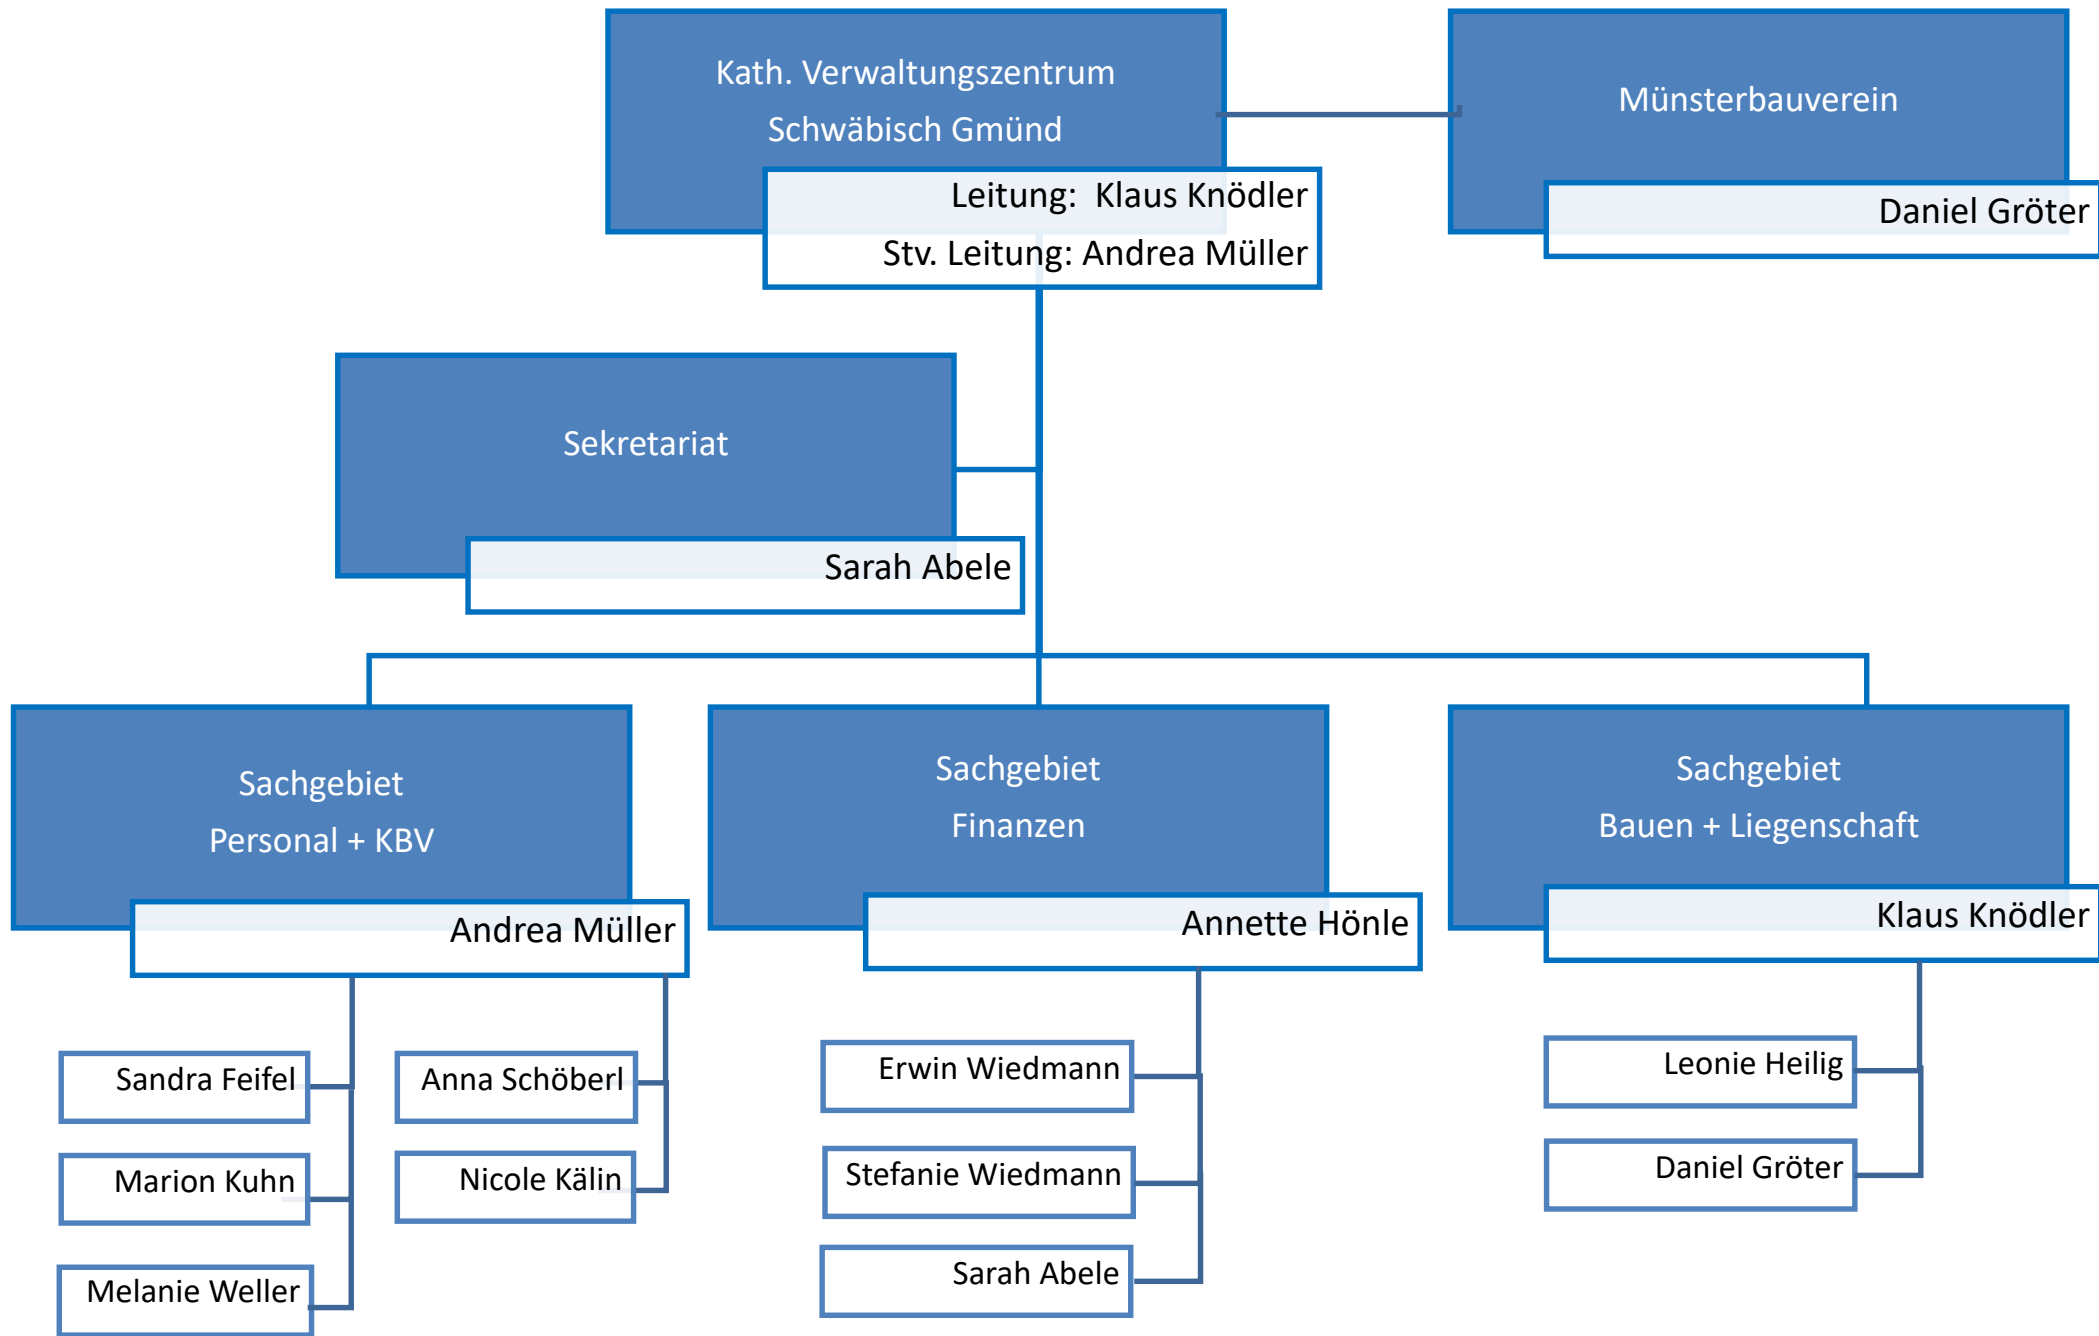 Kath. Verwaltungszentrum
Schwäbisch Gmünd
Leitung:  Klaus Knödler
Stv. Leitung: Andrea Müller
Münsterbauverein
Daniel Gröter
Sekretariat
Sarah Abele
Sachgebiet
Personal + KBV
Andrea Müller
Sandra Feifel
Marion Kuhn
Melanie Weller
Anna Schöberl
Nicole Kälin
Sachgebiet
Finanzen
Annette Hönle
Erwin Wiedmann
Stefanie Wiedmann
Sarah Abele
Sachgebiet
Bauen + Liegenschaft
Klaus Knödler
Leonie Heilig
Daniel Gröter